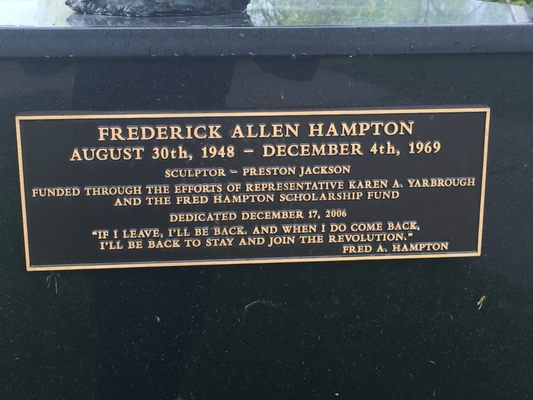 FREDERICK ALLEN HAMPTON
AUGUST 30th, 1948 – DECEMBER 4th, 1969
SCULPTOR – PRESTON JACKSON
FUNDED THROUGH THE EFFORTS OF REPRESENTATIVE KAREN A. YARBROUGH
AND THE FRED HAMPTON SCHOLARSHIP FUND
DEDICATED DECEMBER 17, 2006
"IF I LEAVE, I'LL BE BACK. AND WHEN I DO COME BACK,
I'LL BE BACK TO STAY AND JOIN THE REVOLUTION."
FRED A. HAMPTON